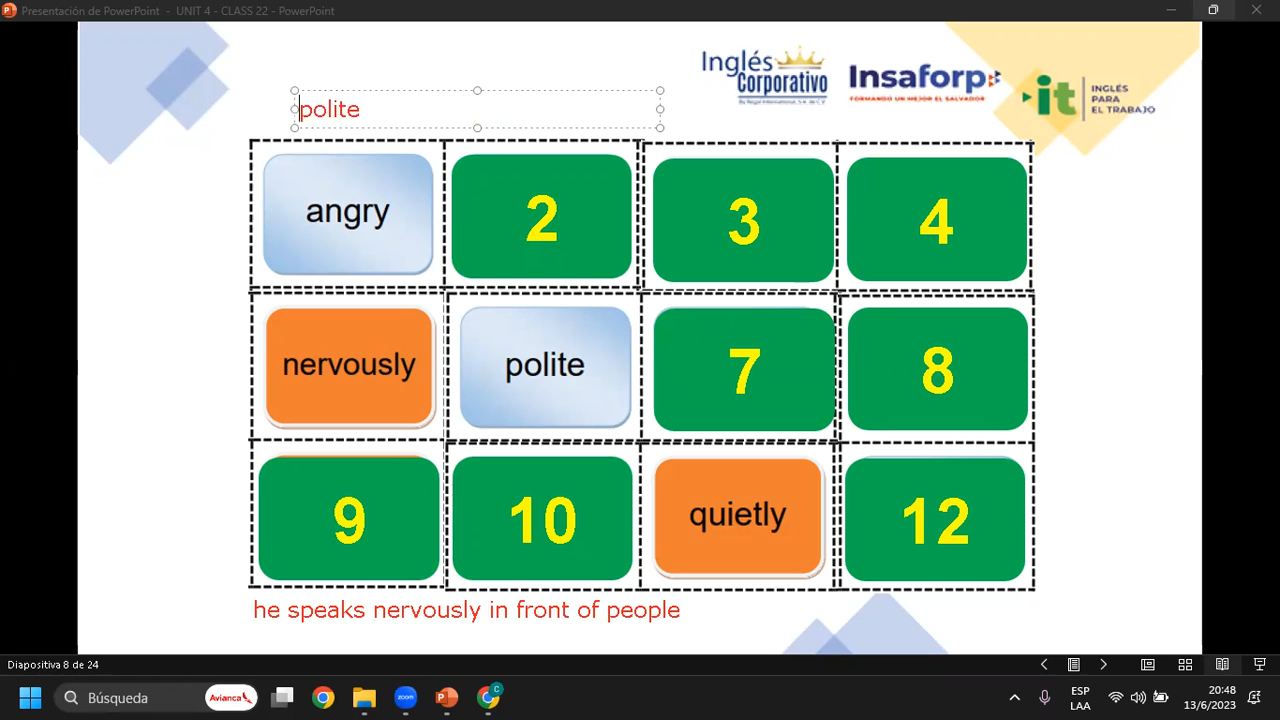 Presentación de PowerPoint - UNIT 4 - CLASS 22 - PowerPoint
Inglés
Corporativo
Insaforp
FORMANDO UN MEJOR EL SALVADOR
it INGLÉS
PARA
EL TRABAJO
polite
angry 2 3 4
nervously polite 7 8
9 10 quietly 12
he speaks nervously in front of people
Diapositiva 8 de 24
Búsqueda
Avianca
zoom
C
ESP
LAA
20:48
13/6/2023